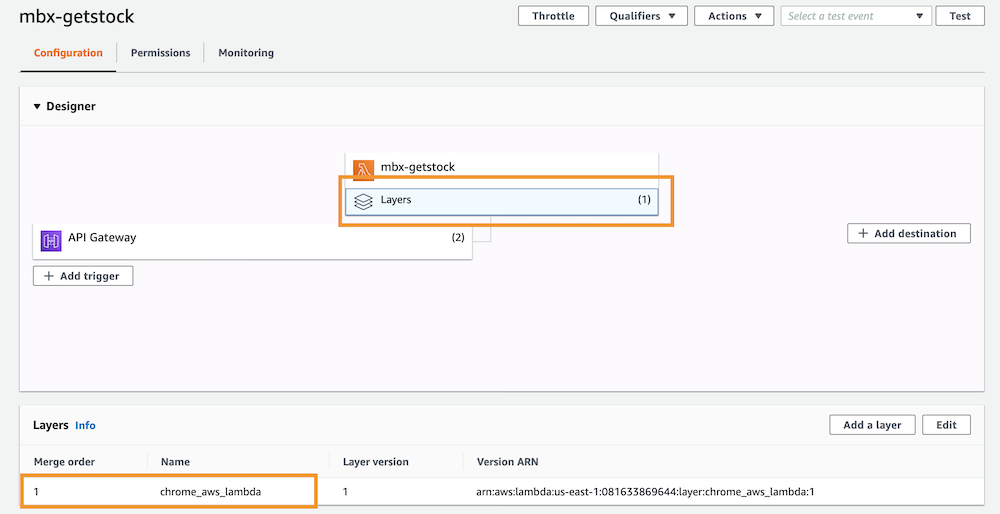 mbx-getstock
Throttle Qualifiers Actions Select a test event Test
Configuration Permissions Monitoring
Designer
mbx-getstock
Layers (1)
API Gateway (2)
+ Add destination
+ Add trigger
Layers Info Add a layer Edit
Merge order Name Layer version Version ARN
1 chrome_aws_lambda 1 arn:aws:lambda:us-east-1:081633869644:layer:chrome_aws_lambda:1